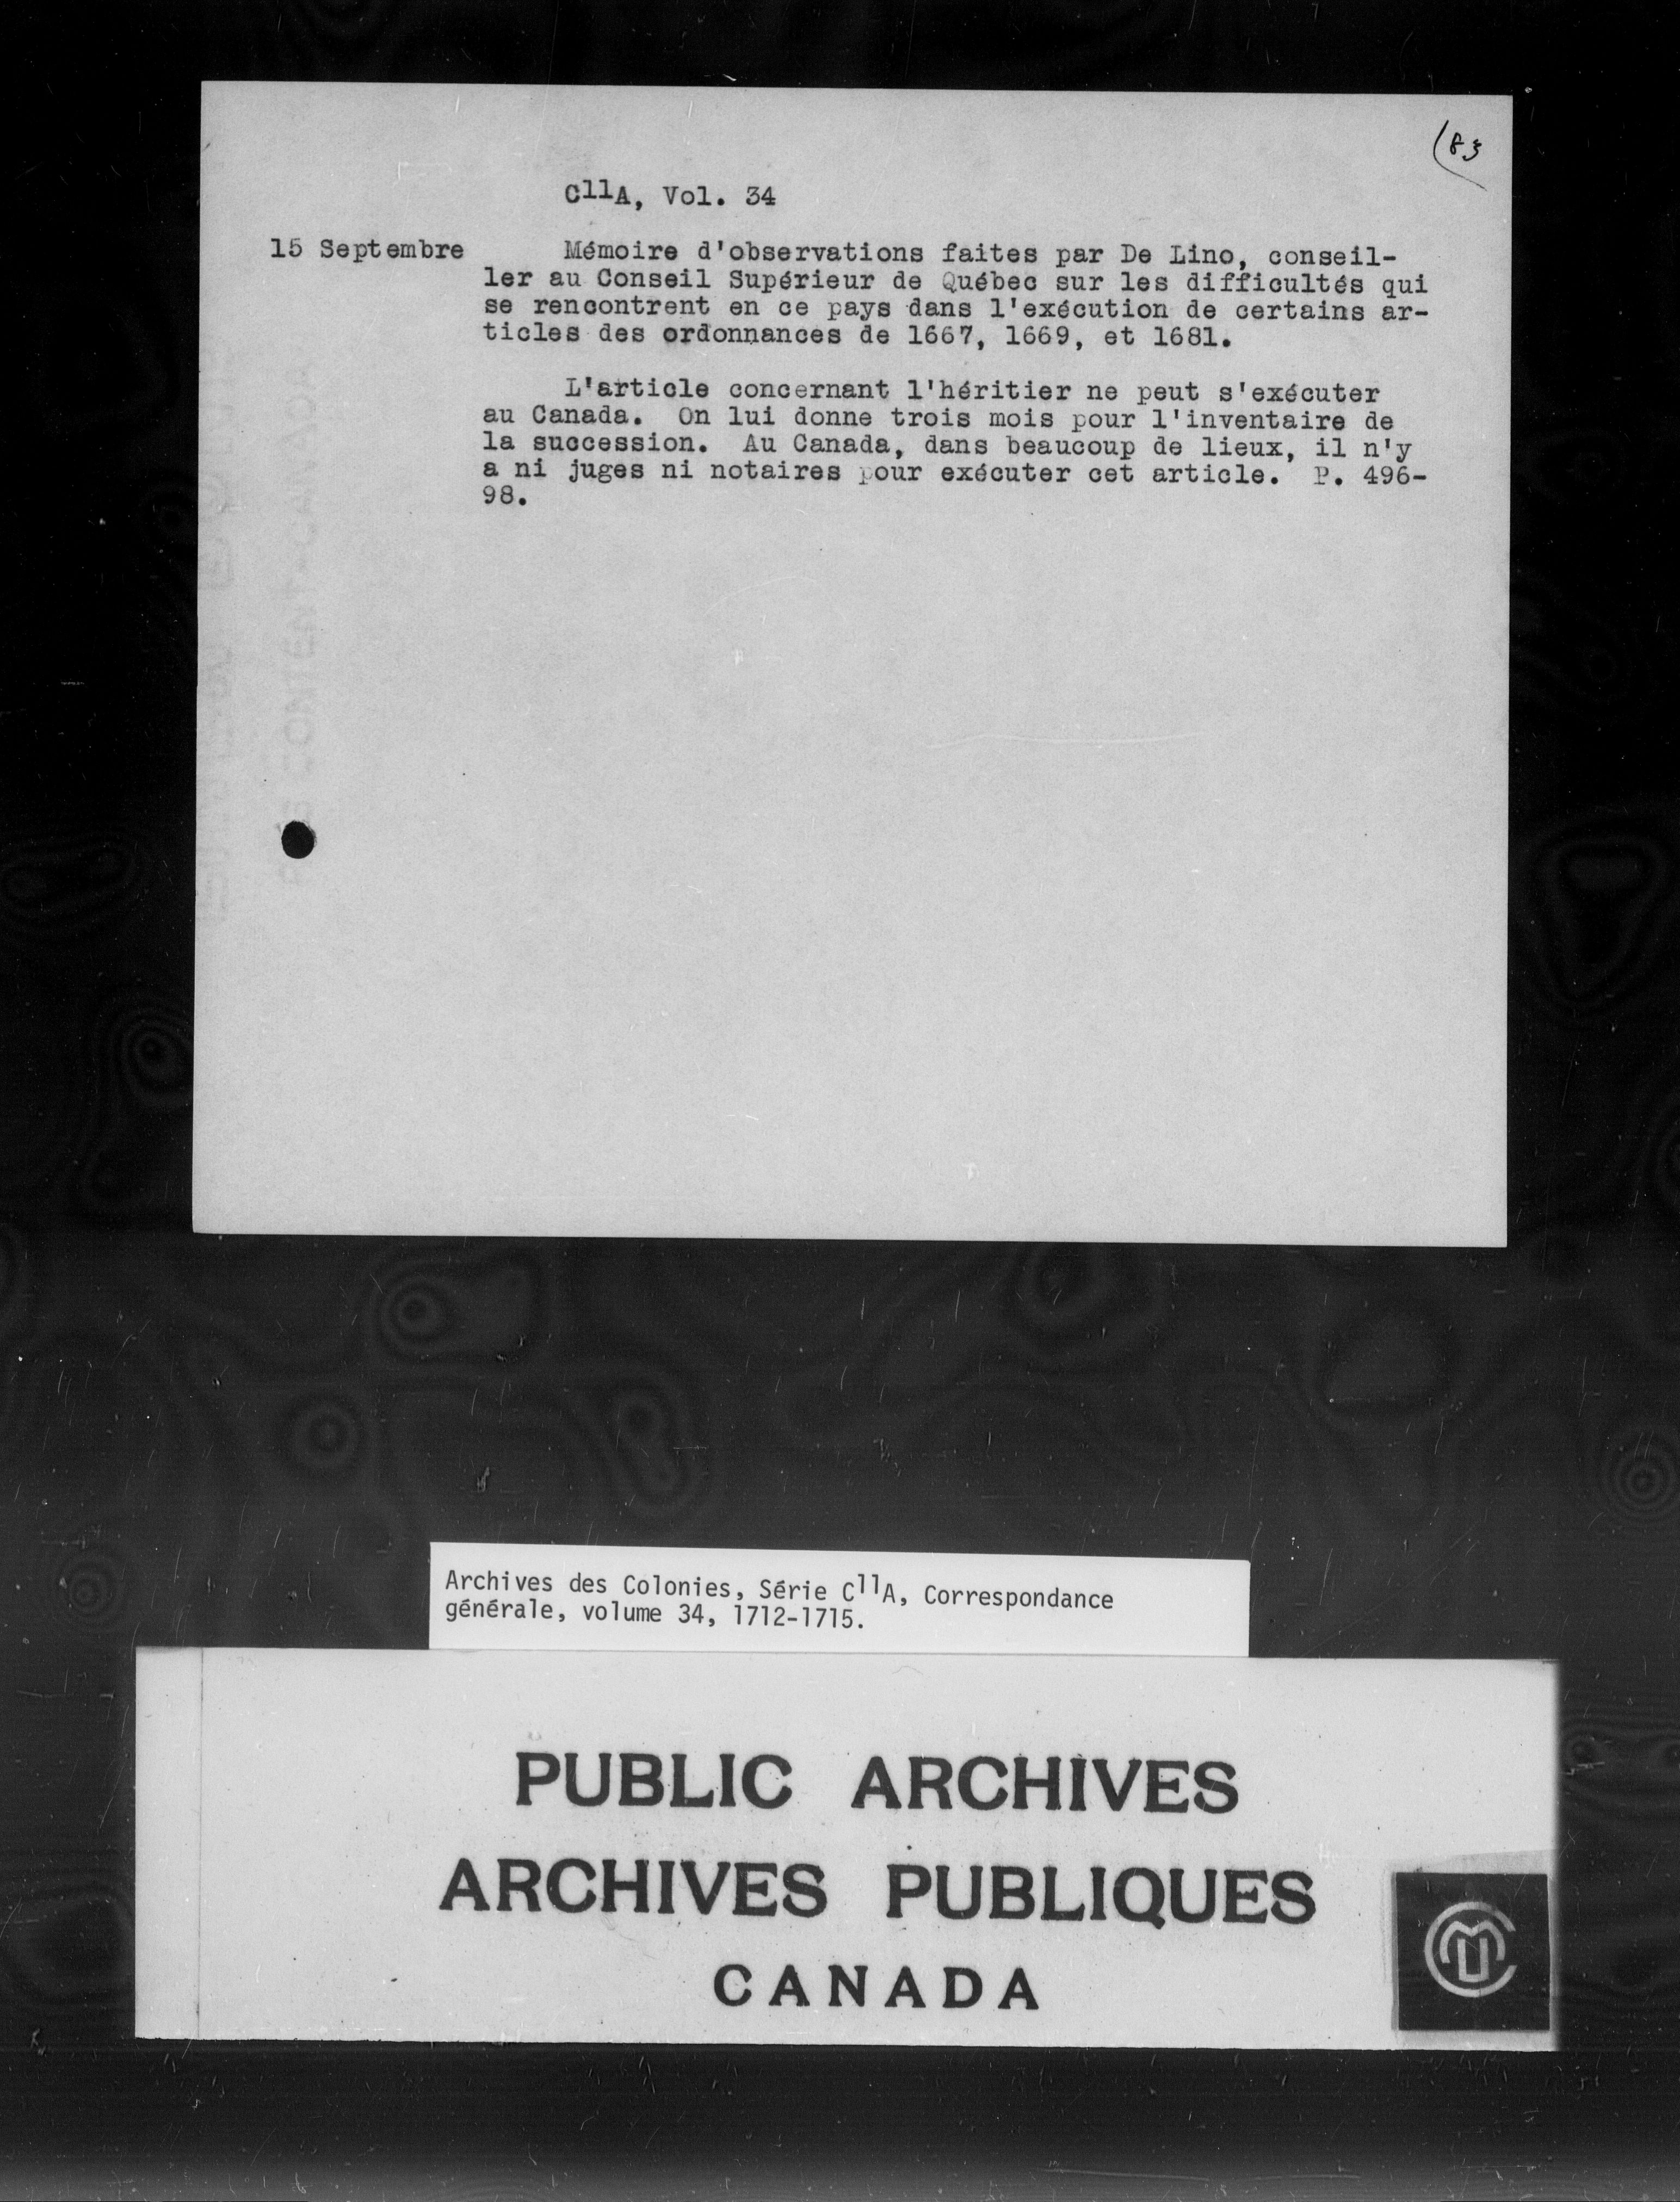 (83
C11A, Vol. 34
15 Septembre
Mémoire d'observations faites par De Lino, conseil-
ler au Conseil Supérieur de Québec sur les difficultés qui
se rencontrent en ce pays dans l'exécution de certains ar-
ticles des ordonnances de 1667, 1669, et 1681.
L'article concernant l'héritier ne peut s'exécuter
au Canada. On lui donne trois mois pour l'inventaire de
la succession. Au Canada, dans beaucoup de lieux, il n'y
a ni juges ni notaires pour exécuter cet article. P. 496-
98.
Archives des Colonies, Série C11A, Correspondance
générale, volume 34, 1712-1715.
PUBLIC ARCHIVES
ARCHIVES PUBLIQUES
CANADA